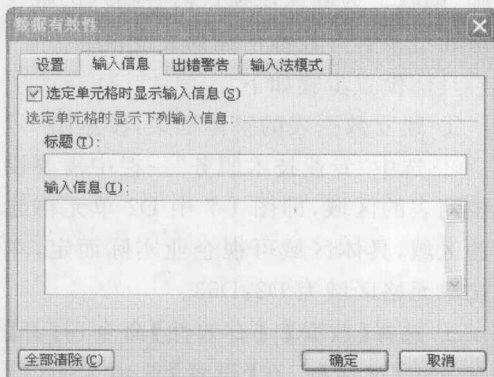 数据有效性
设置 输入信息 出错警告 输入法模式
选定单元格时显示输入信息(S)
选定单元格时显示下列输入信息:
标题(T):
输入信息(I):
全部清除(C) 确定 取消